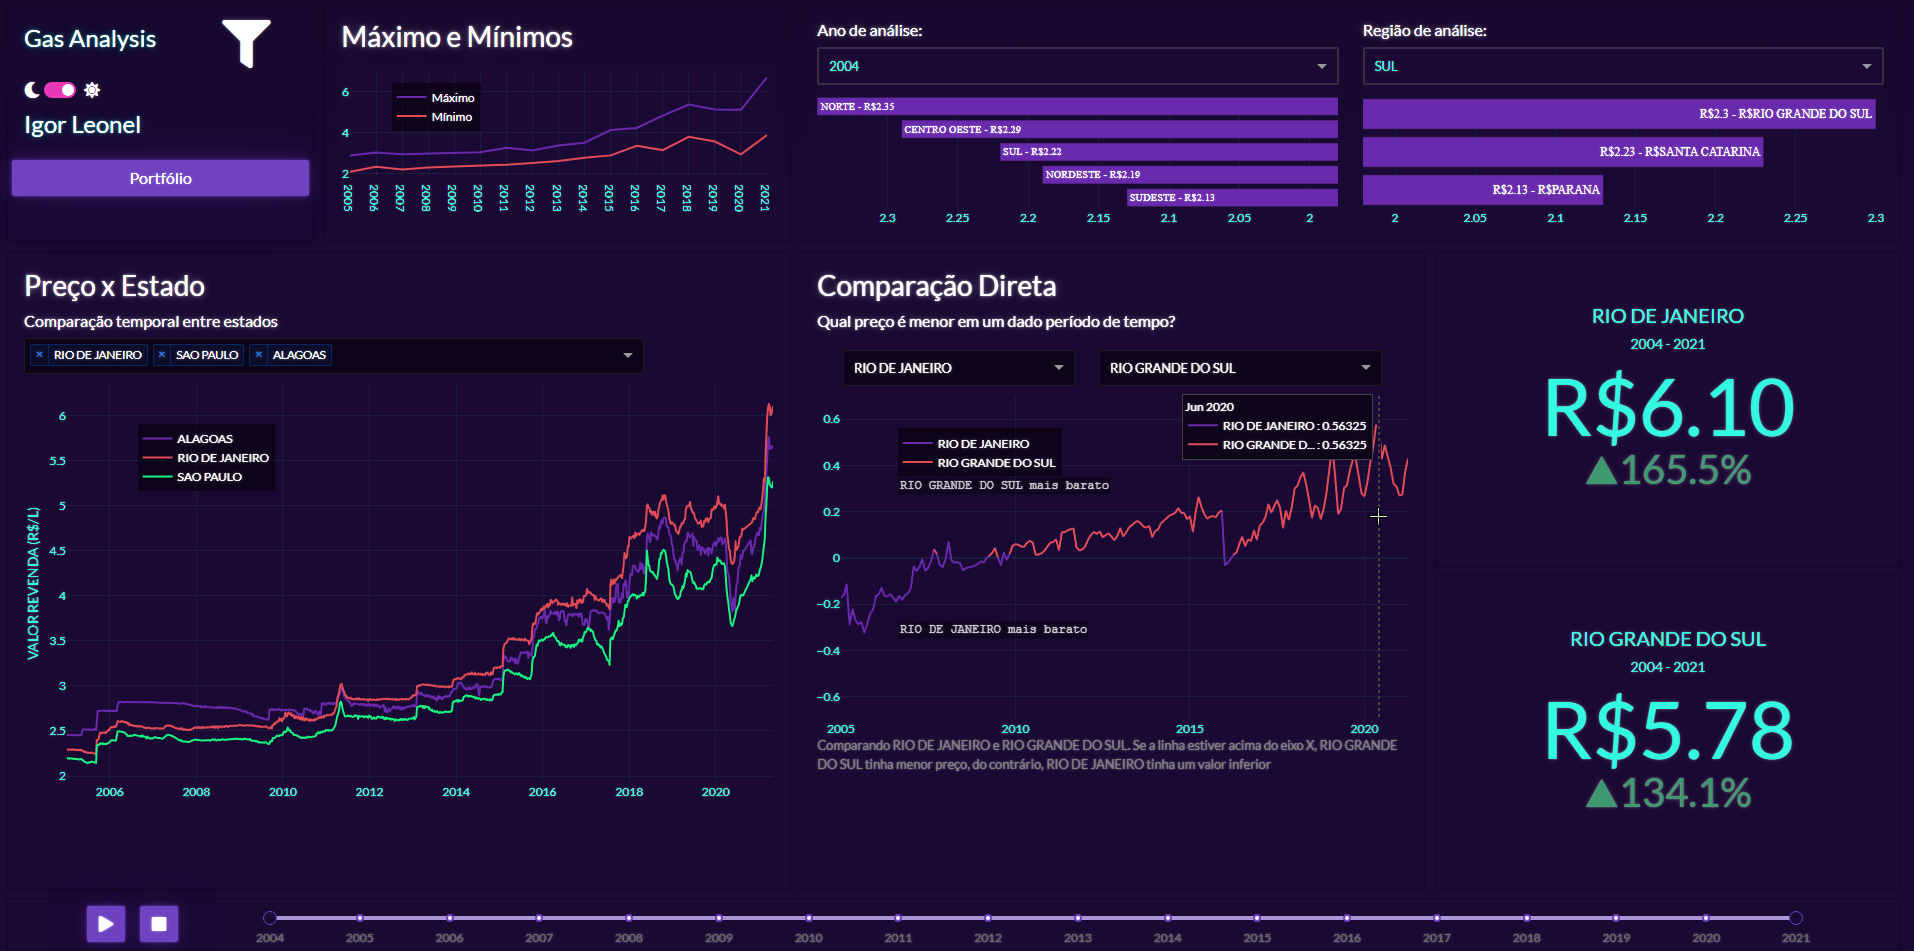 Gas Analysis
Igor Leonel
Portfólio
Máximo e Mínimos
6
4
2
Máximo
Mínimo
2005
2006
2007
2008
2009
2010
2011
2012
2013
2014
2015
2016
2017
2018
2019
2020
2021
Ano de análise:
2004
NORTE - R$2.35
CENTRO OESTE - R$2.29
SUL - R$2.22
NORDESTE - R$2.19
SUDESTE - R$2.13
2.3 2.25 2.2 2.15 2.1 2.05 2
Região de análise:
SUL
R$2.3 - R$RIO GRANDE DO SUL
R$2.23 - R$SANTA CATARINA
R$2.13 - R$PARANA
2 2.05 2.1 2.15 2.2 2.25 2.3
Preço x Estado
Comparação temporal entre estados
× RIO DE JANEIRO × SAO PAULO × ALAGOAS
VALOR REVENDA (R$/L)
6
5.5
5
4.5
4
3.5
3
2.5
2
ALAGOAS
RIO DE JANEIRO
SAO PAULO
2006 2008 2010 2012 2014 2016 2018 2020
Comparação Direta
Qual preço é menor em um dado período de tempo?
RIO DE JANEIRO RIO GRANDE DO SUL
Jun 2020
RIO DE JANEIRO : 0.56325
RIO GRANDE D... : 0.56325
0.6
0.4
0.2
0
−0.2
−0.4
−0.6
RIO DE JANEIRO
RIO GRANDE DO SUL
RIO GRANDE DO SUL mais barato
RIO DE JANEIRO mais barato
2005 2010 2015 2020
Comparando RIO DE JANEIRO e RIO GRANDE DO SUL. Se a linha estiver acima do eixo X, RIO GRANDE
DO SUL tinha menor preço, do contrário, RIO DE JANEIRO tinha um valor inferior
RIO DE JANEIRO
2004 - 2021
R$6.10
▲165.5%
RIO GRANDE DO SUL
2004 - 2021
R$5.78
▲134.1%
2004 2005 2006 2007 2008 2009 2010 2011 2012 2013 2014 2015 2016 2017 2018 2019 2020 2021